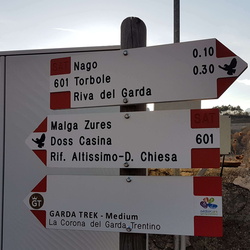 Nago 0.10
601 Torbole 0.30
Riva del Garda
Malga Zures
Doss Casina 601
Rif. Altissimo-D. Chiesa
GT GARDA TREK - Medium
La Corona del Garda Trentino